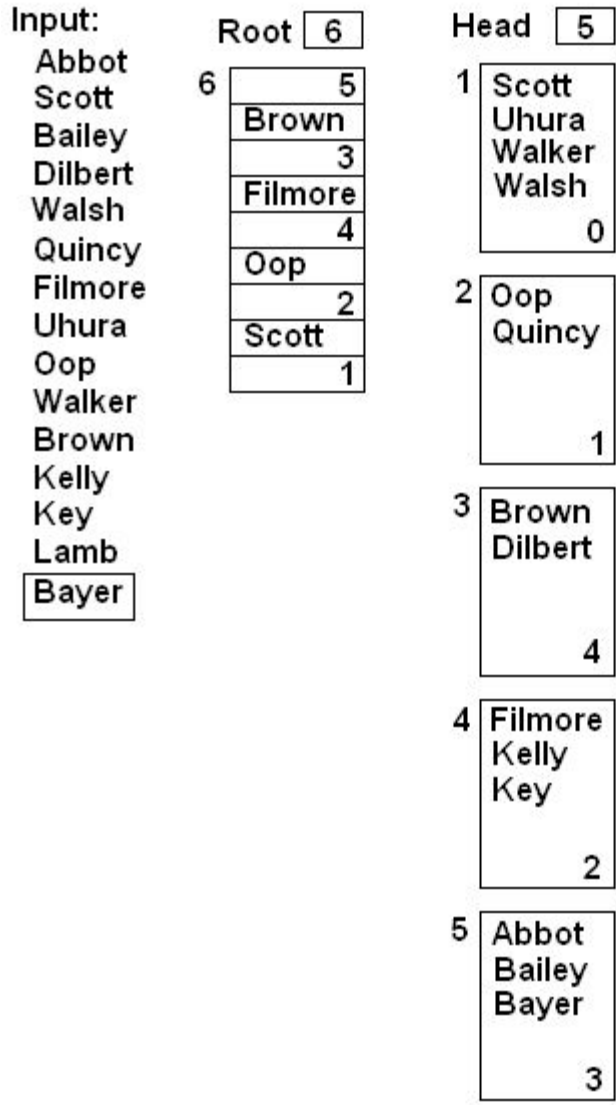 Input:
Abbot
Scott
Bailey
Dilbert
Walsh
Quincy
Filmore
Uhura
Oop
Walker
Brown
Kelly
Key
Lamb
Bayer
Root 6
6 5
Brown
3
Filmore
4
Oop
2
Scott
1
Head 5
1 Scott
Uhura
Walker
Walsh
0
2 Oop
Quincy
1
3 Brown
Dilbert
4
4 Filmore
Kelly
Key
2
5 Abbot
Bailey
Bayer
3